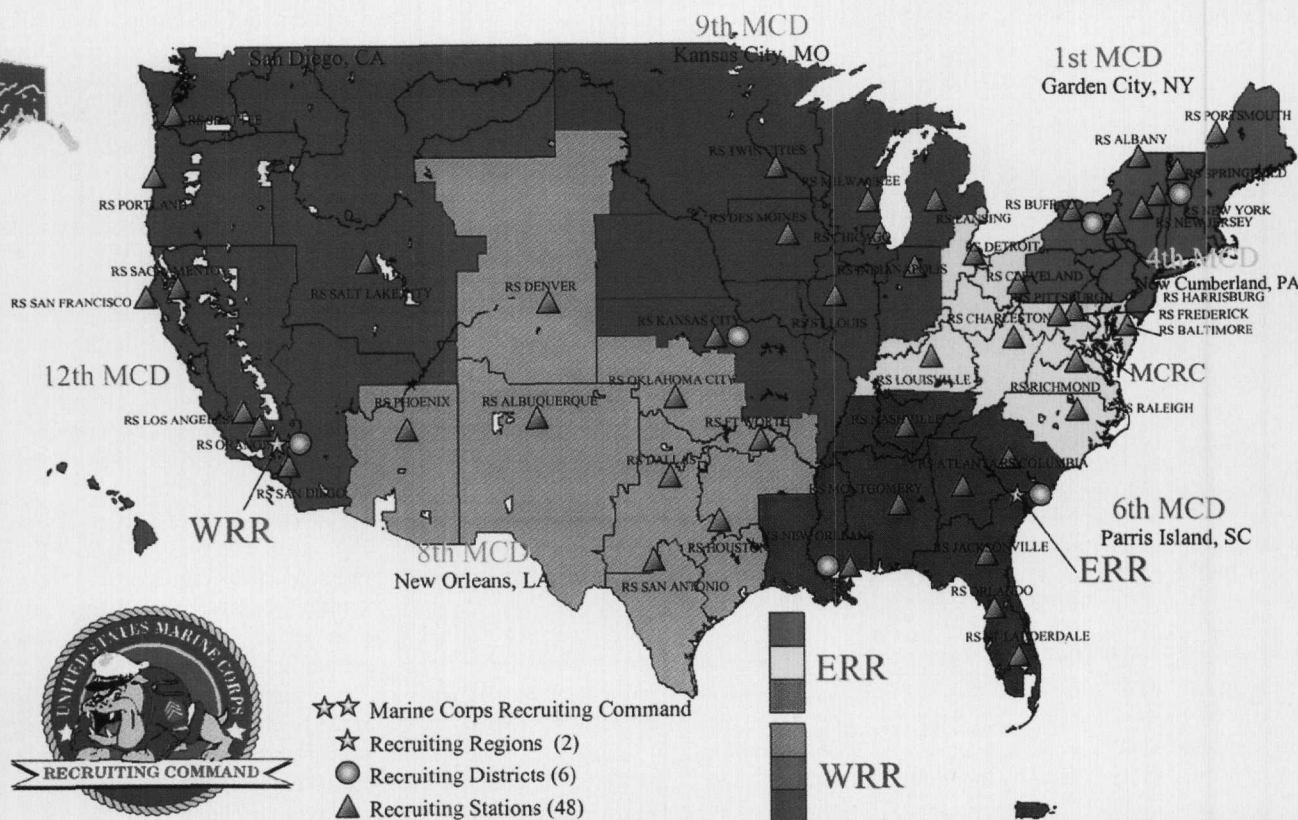 9th MCD
Kansas City, MO
San Diego, CA
1st MCD
Garden City, NY
RS PORTSMOUTH
RS ALBANY
RS SEATTLE
RS TWIN CITIES
RS SPRINGFIELD
RS MILWAUKEE
RS PORTLAND
RS LANSING
RS BUFFALO
RS NEW YORK
RS NEW JERSEY
RS DES MOINES
RS CHICAGO
RS DETROIT
4th MCD
New Cumberland, PA
RS SACRAMENTO
RS INDIANAPOLIS
RS CLEVELAND
RS SAN FRANCISCO
RS SALT LAKE CITY
RS DENVER
RS PITTSBURGH
RS HARRISBURG
RS FREDERICK
RS BALTIMORE
RS KANSAS CITY
RS ST LOUIS
RS CHARLESTON
12th MCD
MCRC
RS LOUISVILLE
RS RICHMOND
RS OKLAHOMA CITY
RS PHOENIX
RS ALBUQUERQUE
RS RALEIGH
RS LOS ANGELES
RS FT WORTH
RS NASHVILLE
RS ORANGE
RS DALLAS
RS ATLANTA
RS COLUMBIA
RS SAN DIEGO
RS MONTGOMERY
WRR
6th MCD
Parris Island, SC
8th MCD
New Orleans, LA
RS HOUSTON
RS NEW ORLEANS
RS JACKSONVILLE
ERR
RS SAN ANTONIO
RS ORLANDO
RS FT LAUDERDALE
UNITED STATES MARINE CORPS
RECRUITING COMMAND
Marine Corps Recruiting Command
Recruiting Regions (2)
Recruiting Districts (6)
Recruiting Stations (48)
ERR
WRR